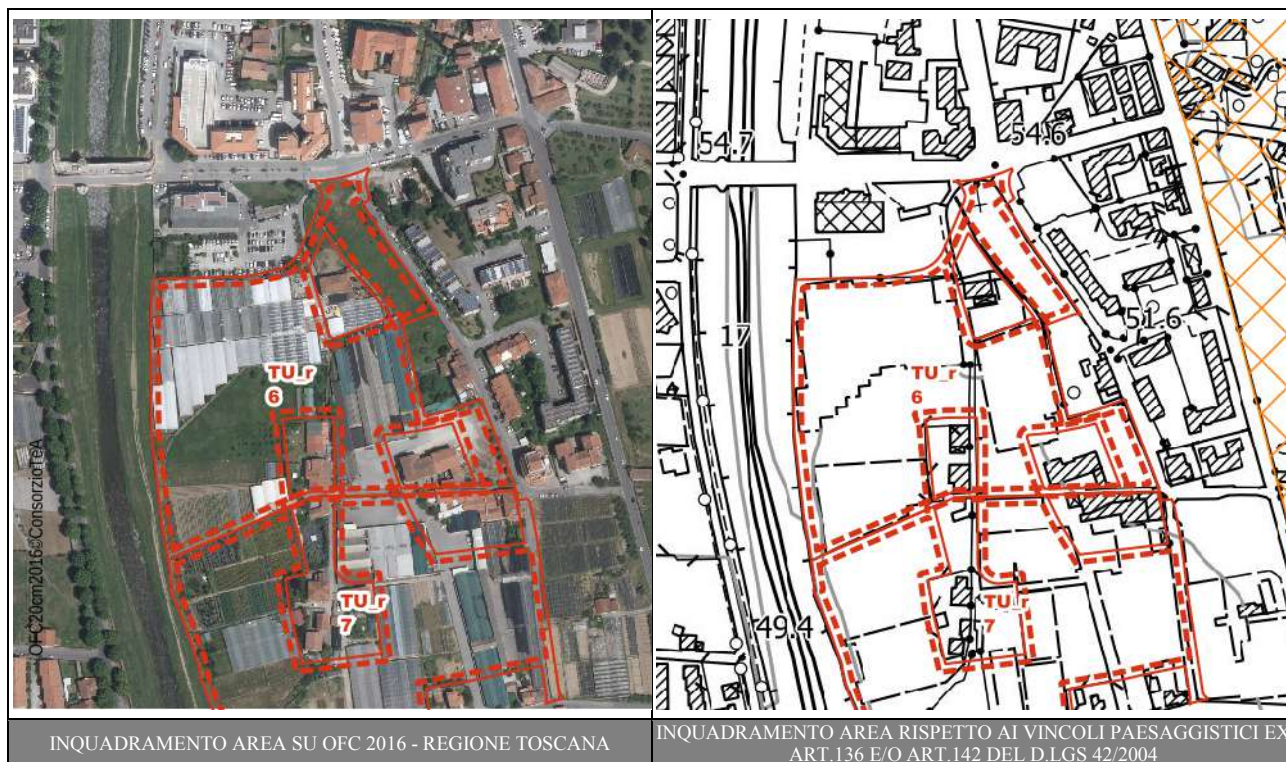 TU_r
6
TU_r
7
OFC20cm2016©ConsorzioTeA
54.7
54.6
17
51.6
TU_r
6
TU_r
7
49.4
INQUADRAMENTO AREA SU OFC 2016 - REGIONE TOSCANA
INQUADRAMENTO AREA RISPETTO AI VINCOLI PAESAGGISTICI EX
ART.136 E/O ART.142 DEL D.LGS 42/2004